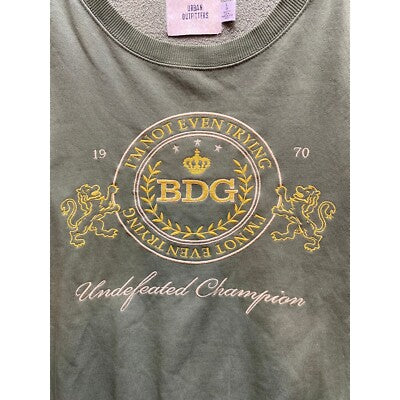 URBAN
OUTFITTERS
I'M NOT EVEN TRYING
19 70
BDG
I'M NOT EVEN TRYING
Undefeated Champion